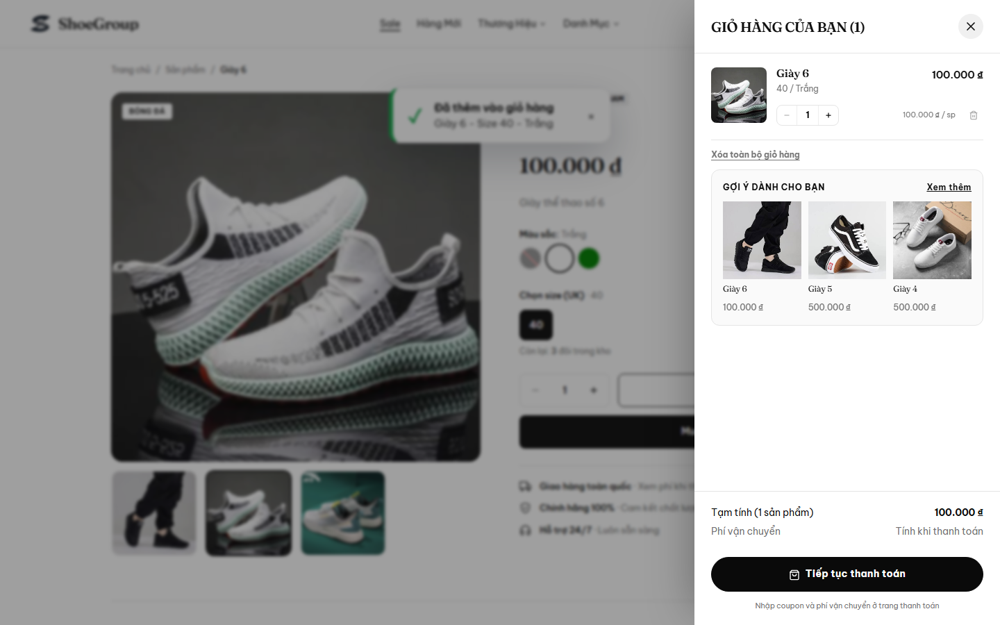 ShoeGroup
Sale
Hàng Mới
Thương Hiệu
Danh Mục
Trang chủ / Sản phẩm / Giày 6
BÓNG ĐÁ
Đã thêm vào giỏ hàng
Giày 6 - Size 40 - Trắng
100.000 ₫
Giày thể thao số 6
Màu sắc: Trắng
Chọn size (UK) 40
40
Còn lại: 3 đôi trong kho
1
Giao hàng toàn quốc · Xem phí khi
Chính hãng 100% · Cam kết chất
Hỗ trợ 24/7 · Luôn sẵn sàng
GIỎ HÀNG CỦA BẠN (1)
Giày 6
100.000 ₫
40 / Trắng
− 1 +
100.000 ₫ / sp
Xóa toàn bộ giỏ hàng
GỢI Ý DÀNH CHO BẠN
Xem thêm
Giày 6
100.000 ₫
Giày 5
500.000 ₫
Giày 4
500.000 ₫
Tạm tính (1 sản phẩm)
100.000 ₫
Phí vận chuyển
Tính khi thanh toán
Tiếp tục thanh toán
Nhập coupon và phí vận chuyển ở trang thanh toán